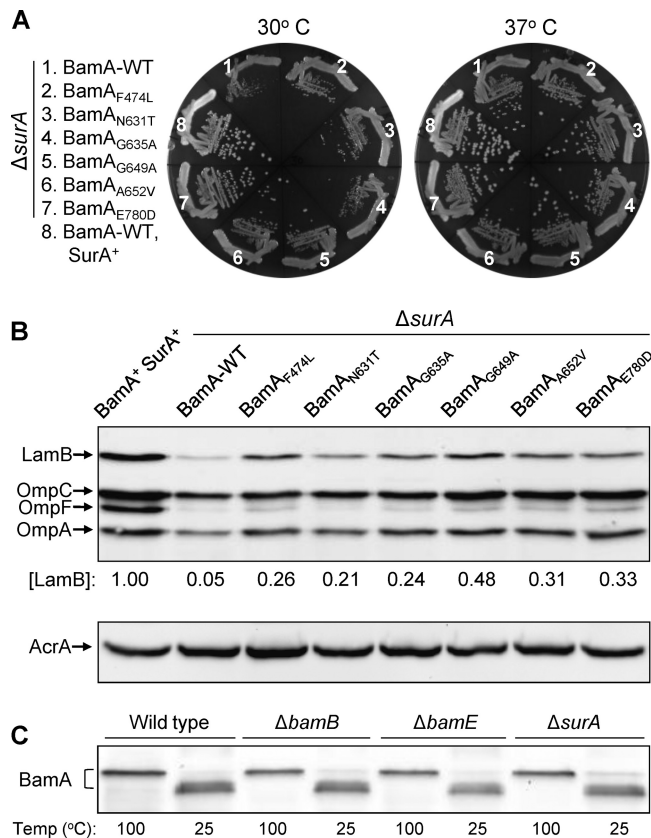 A
30° C 37° C
ΔsurA
1. BamA-WT
2. BamAF474L
3. BamAN631T
4. BamAG635A
5. BamAG649A
6. BamAA652V
7. BamAE780D
8. BamA-WT,
SurA+
1 2 3 4 5 6 7 8
1 2 3 4 5 6 7 8
B
ΔsurA
BamA+ SurA+ BamA-WT BamAF474L BamAN631T BamAG635A BamAG649A BamAA652V BamAE780D
LamB
OmpC
OmpF
OmpA
[LamB]: 1.00 0.05 0.26 0.21 0.24 0.48 0.31 0.33
AcrA
C
Wild type ΔbamB ΔbamE ΔsurA
BamA
Temp (°C): 100 25 100 25 100 25 100 25